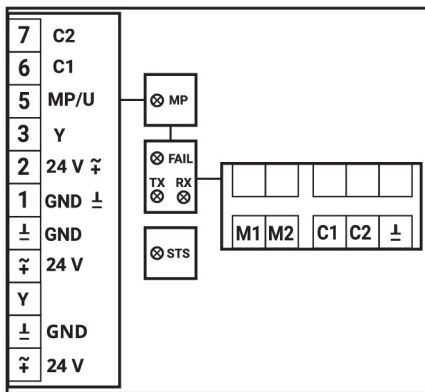 7 C2
6 C1
5 MP/U
3 Y
2 24 V ⩱
1 GND ⏊
⏊ GND
⩱ 24 V
Y
⏊ GND
⩱ 24 V
MP
FAIL
TX RX
STS
M1 M2 C1 C2 ⏊